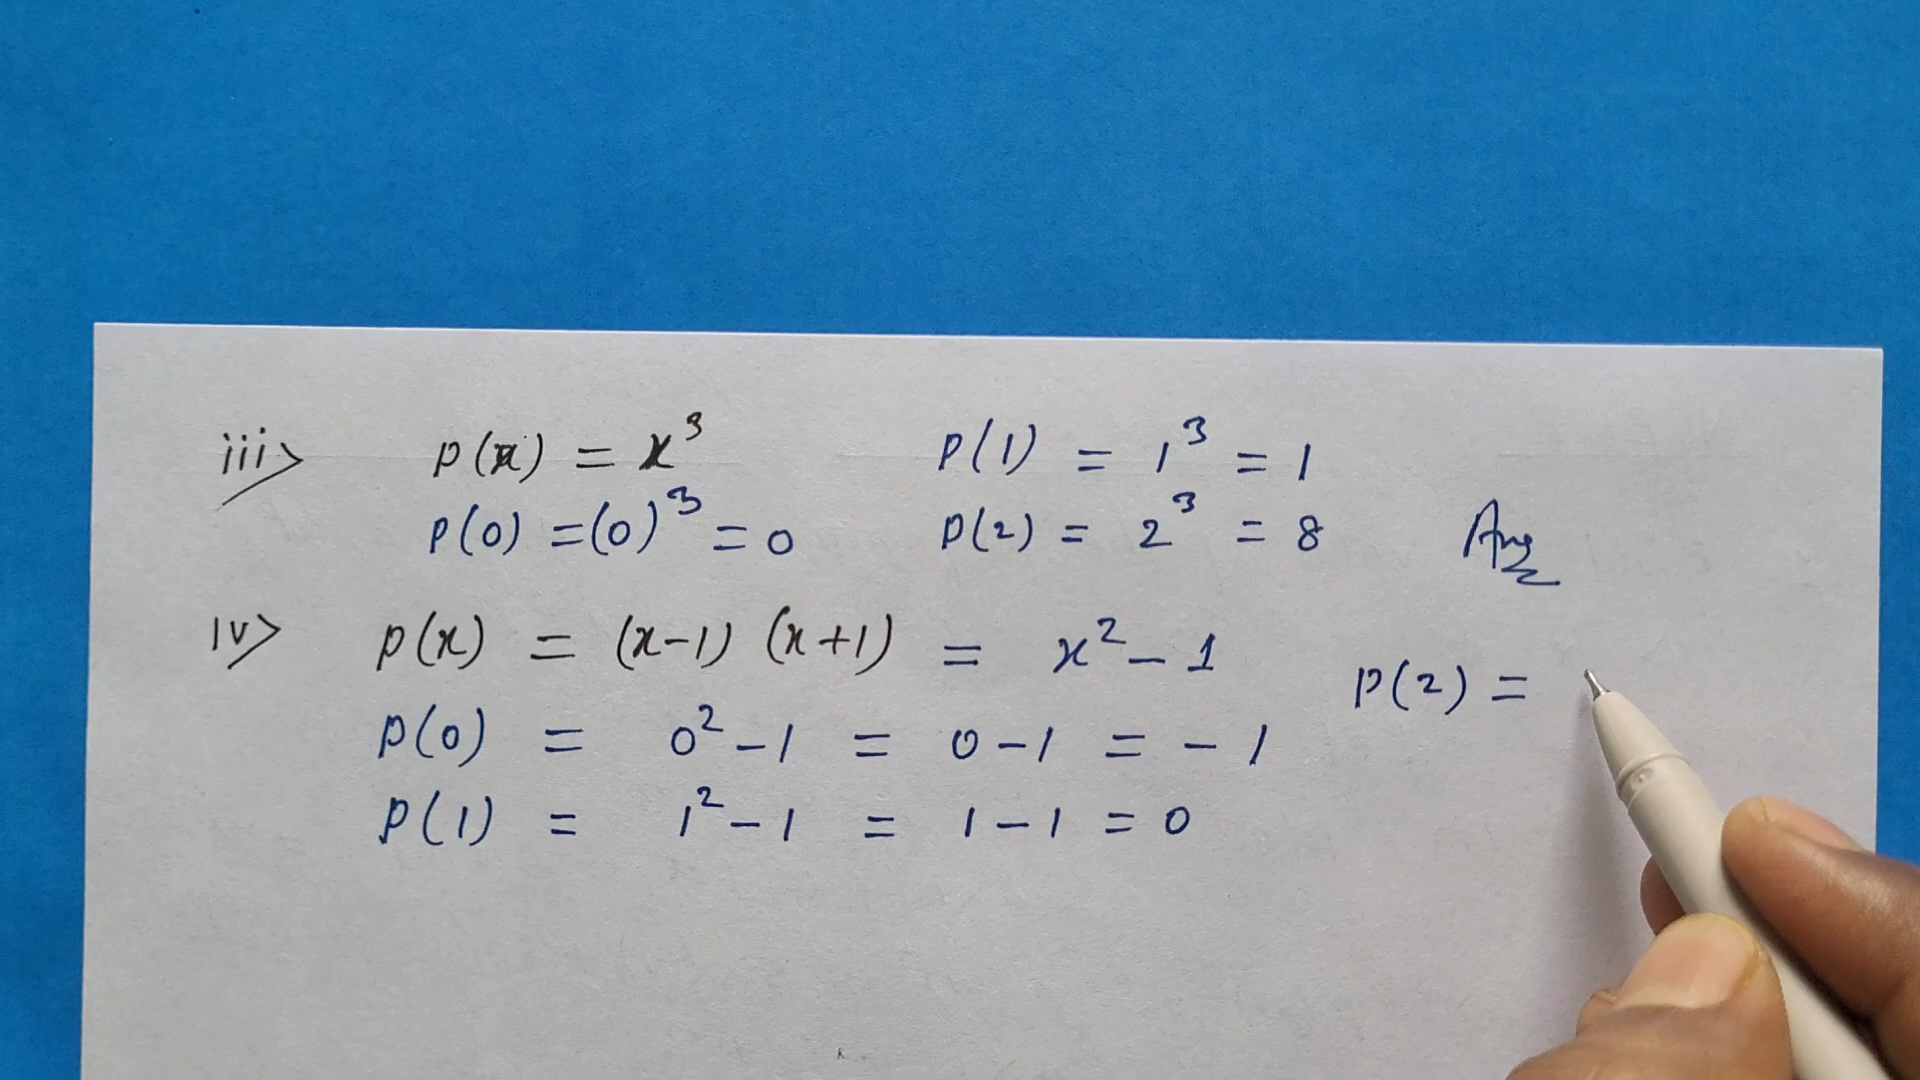 iii> p(x) = x³ p(1) = 1³ = 1
p(0) = (0)³ = 0 p(2) = 2³ = 8 Ans
iv> p(x) = (x-1) (x+1) = x² - 1 p(2) =
p(0) = 0² - 1 = 0 - 1 = - 1
p(1) = 1² - 1 = 1 - 1 = 0